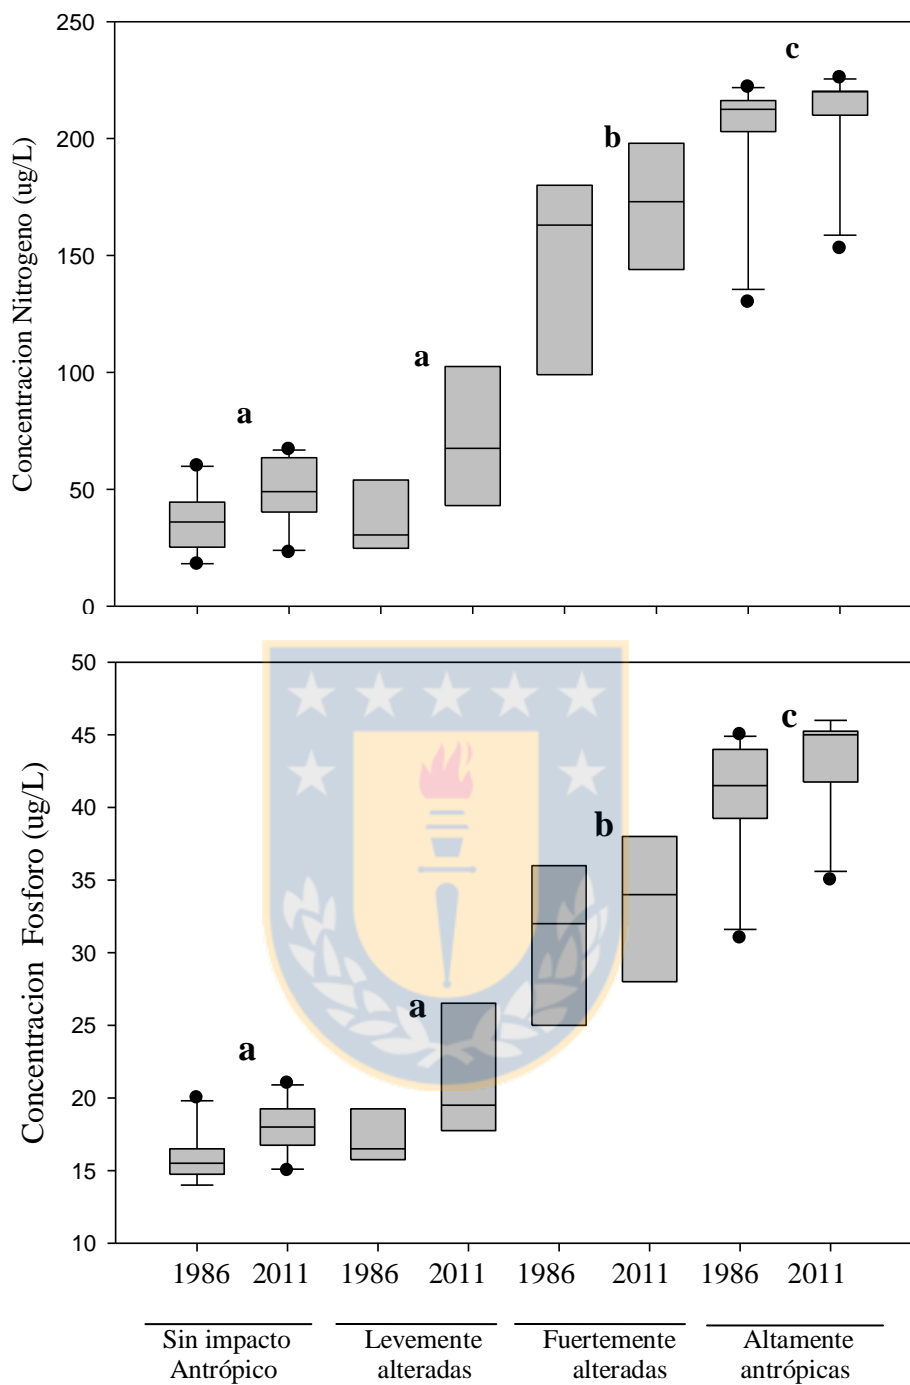 250
c
200
b
150
a
100
a
50
0
Concentracion Nitrogeno (ug/L)
50
c
45
40
b
35
30
25
a
20
a
15
10
Concentracion Fosforo (ug/L)
1986 2011 1986 2011 1986 2011 1986 2011
Sin impacto Levemente Fuertemente Altamente
Antrópico alteradas alteradas antrópicas